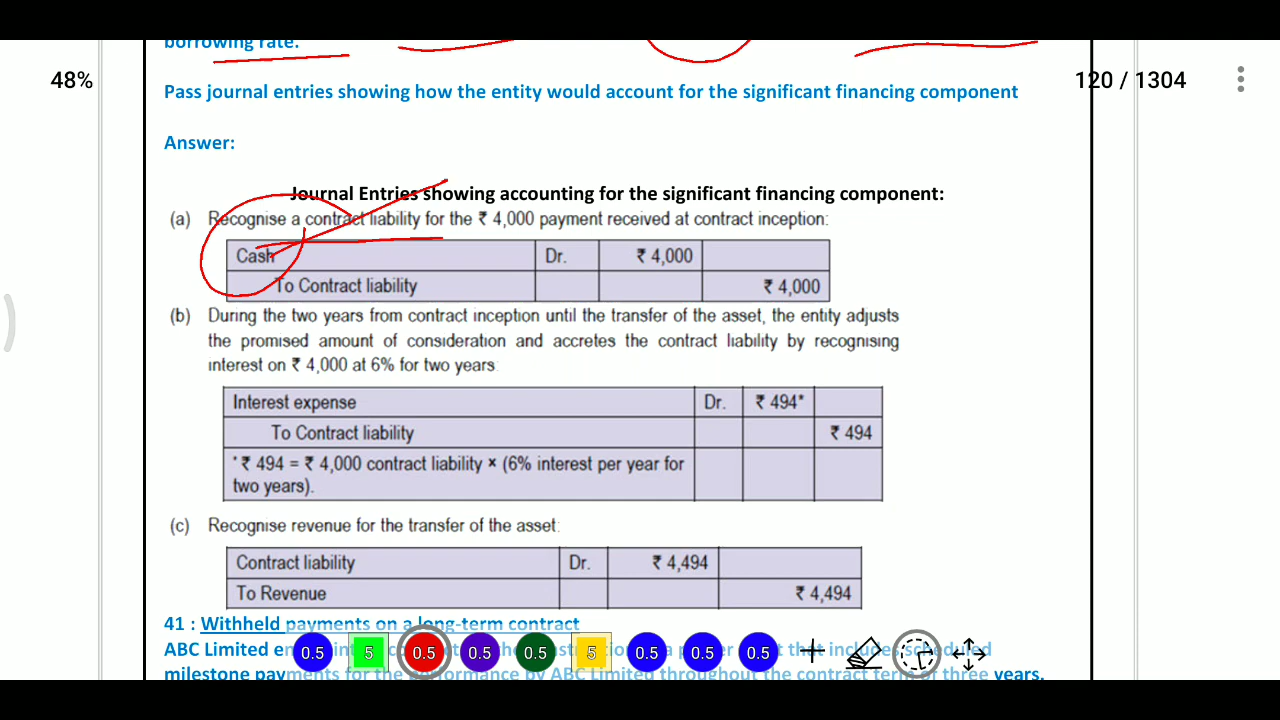 borrowing rate.
48%
120 / 1304
Pass journal entries showing how the entity would account for the significant financing component
Answer:
Journal Entries showing accounting for the significant financing component:
(a) Recognise a contract liability for the ₹ 4,000 payment received at contract inception:
Cash Dr. ₹ 4,000
To Contract liability ₹ 4,000
(b) During the two years from contract inception until the transfer of the asset, the entity adjusts
the promised amount of consideration and accretes the contract liability by recognising
interest on ₹ 4,000 at 6% for two years:
Interest expense Dr. ₹ 494*
To Contract liability ₹ 494
*₹ 494 = ₹ 4,000 contract liability × (6% interest per year for
two years).
(c) Recognise revenue for the transfer of the asset:
Contract liability Dr. ₹ 4,494
To Revenue ₹ 4,494
41 : Withheld payments on a long-term contract
ABC Limited that includes scheduled
0.5 5 0.5 0.5 0.5 5 0.5 0.5 0.5
milestone payments for the performance by ABC Limited throughout the contract term of three years.